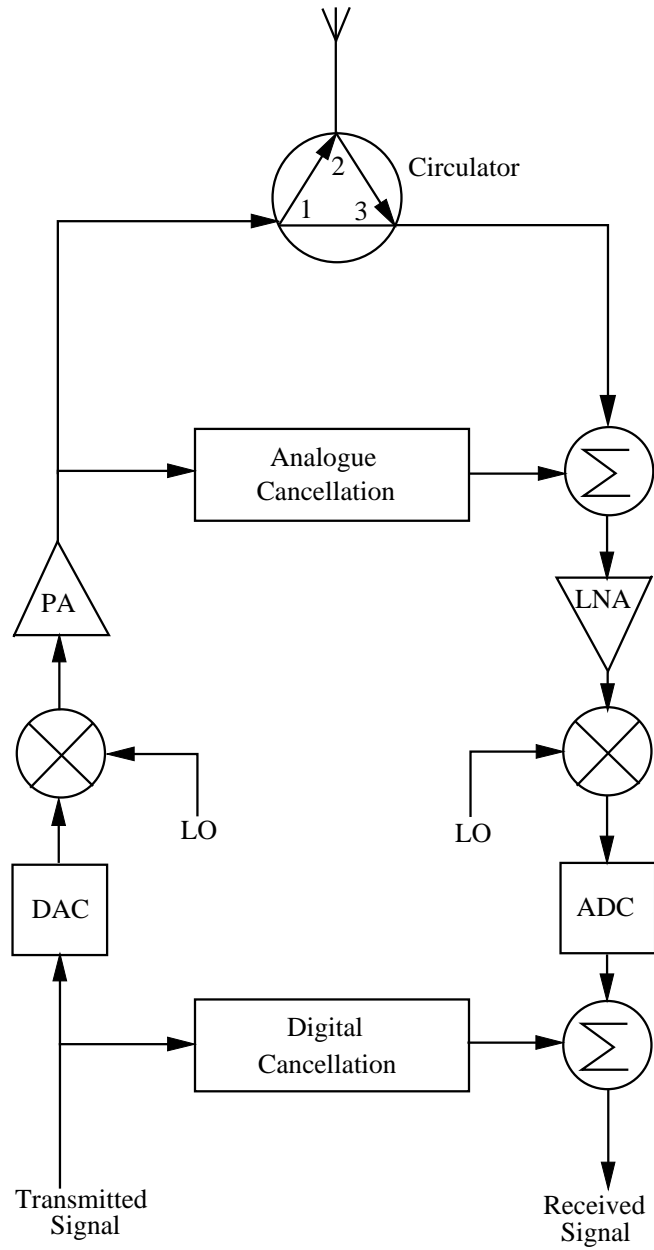 Circulator
2
1
3
Analogue
Cancellation
∑
PA
LNA
LO
LO
DAC
ADC
Digital
Cancellation
∑
Transmitted
Signal
Received
Signal